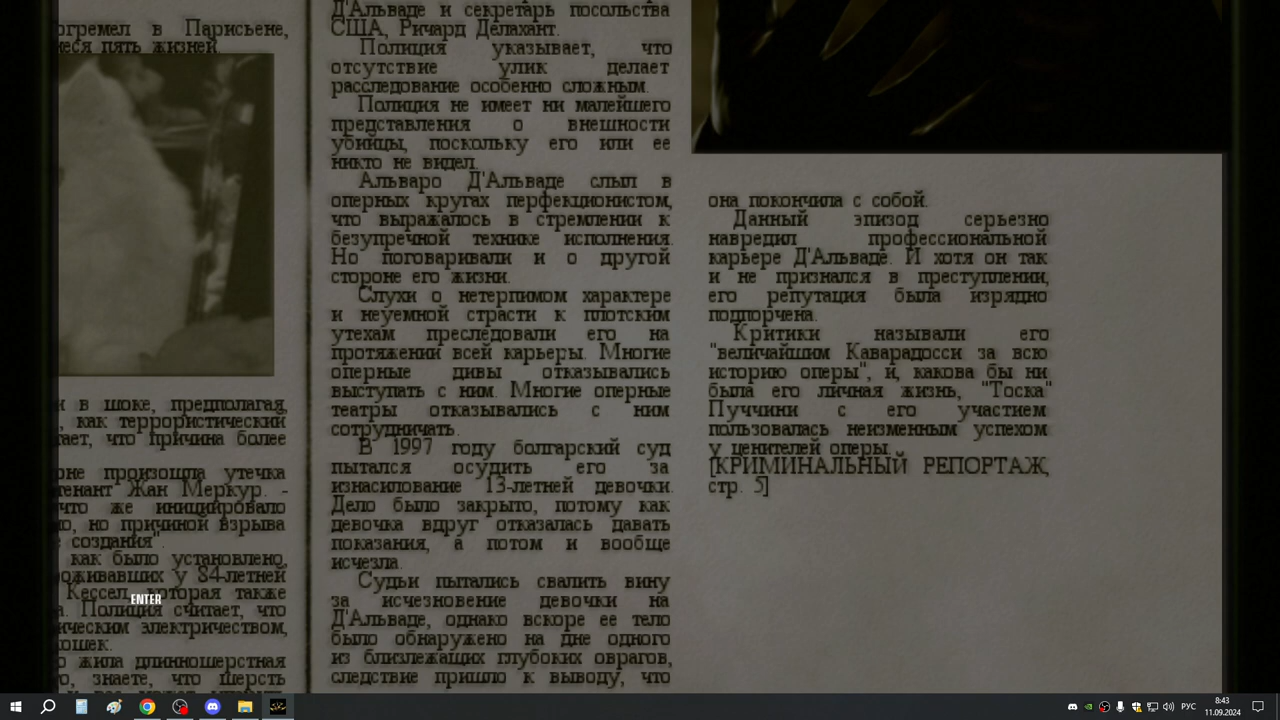 огремел в Парисьене,
иеся пять жизней
и в шоке, предполагая,
, как террористический
тает, что причина более
оне произошла утечка
тенант Жан Меркур. -
что же инициировало
ло, но причиной взрыва
е создания".
как было установлено,
роживавших у 84-летней
Кессел, которая также
а. Полиция считает, что
ическим электричеством,
кошек.
о жила длинношерстная
о, знаете, что шерсть
ENTER
Д'Альваде и секретарь посольства
США, Ричард Делахант.
Полиция указывает, что
отсутствие улик делает
расследование особенно сложным.
Полиция не имеет ни малейшего
представления о внешности
убийцы, поскольку его или ее
никто не видел.
Альваро Д'Альваде слыл в
оперных кругах перфекционистом,
что выражалось в стремлении к
безупречной технике исполнения.
Но поговаривали и о другой
стороне его жизни.
Слухи о нетерпимом характере
и неуемной страсти к плотским
утехам преследовали его на
протяжении всей карьеры. Многие
оперные дивы отказывались
выступать с ним. Многие оперные
театры отказывались с ним
сотрудничать.
В 1997 году болгарский суд
пытался осудить его за
изнасилование 13-летней девочки.
Дело было закрыто, потому как
девочка вдруг отказалась давать
показания, а потом и вообще
исчезла.
Судьи пытались свалить вину
за исчезновение девочки на
Д'Альваде, однако вскоре ее тело
было обнаружено на дне одного
из близлежащих глубоких оврагов,
следствие пришло к выводу, что
она покончила с собой.
Данный эпизод серьезно
навредил профессиональной
карьере Д'Альваде. И хотя он так
и не признался в преступлении,
его репутация была изрядно
подпорчена.
Критики называли его
"величайшим Каварадосси за всю
историю оперы", и, какова бы ни
была его личная жизнь, "Тоска"
Пуччини с его участием
пользовалась неизменным успехом
у ценителей оперы.
[КРИМИНАЛЬНЫЙ РЕПОРТАЖ,
стр. 5]
РУС
8:43
11.09.2024